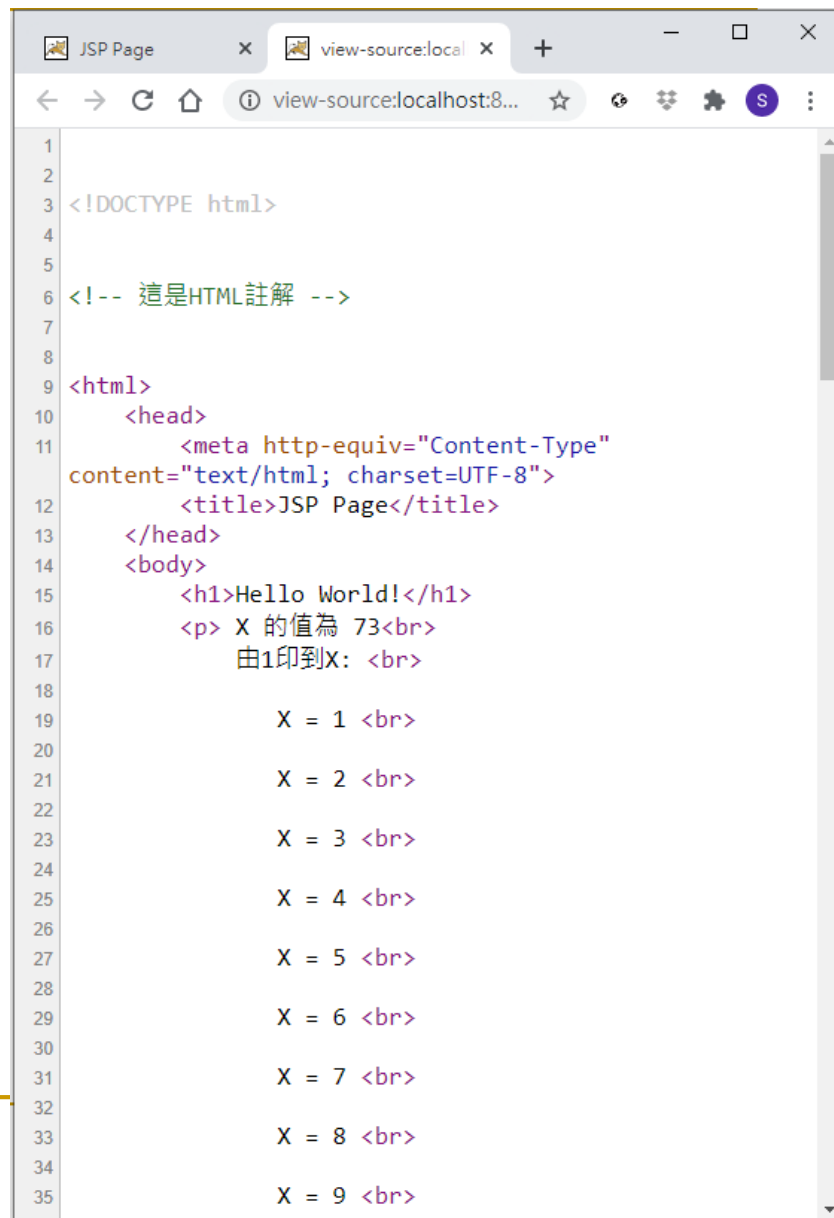 JSP Page
view-source:local
view-source:localhost:8...
S
1
2
3 <!DOCTYPE html>
4
5
6 <!-- 這是HTML註解 -->
7
8
9 <html>
10 <head>
11 <meta http-equiv="Content-Type"
content="text/html; charset=UTF-8">
12 <title>JSP Page</title>
13 </head>
14 <body>
15 <h1>Hello World!</h1>
16 <p> X 的值為 73<br>
17 由1印到X: <br>
18
19 X = 1 <br>
20
21 X = 2 <br>
22
23 X = 3 <br>
24
25 X = 4 <br>
26
27 X = 5 <br>
28
29 X = 6 <br>
30
31 X = 7 <br>
32
33 X = 8 <br>
34
35 X = 9 <br>